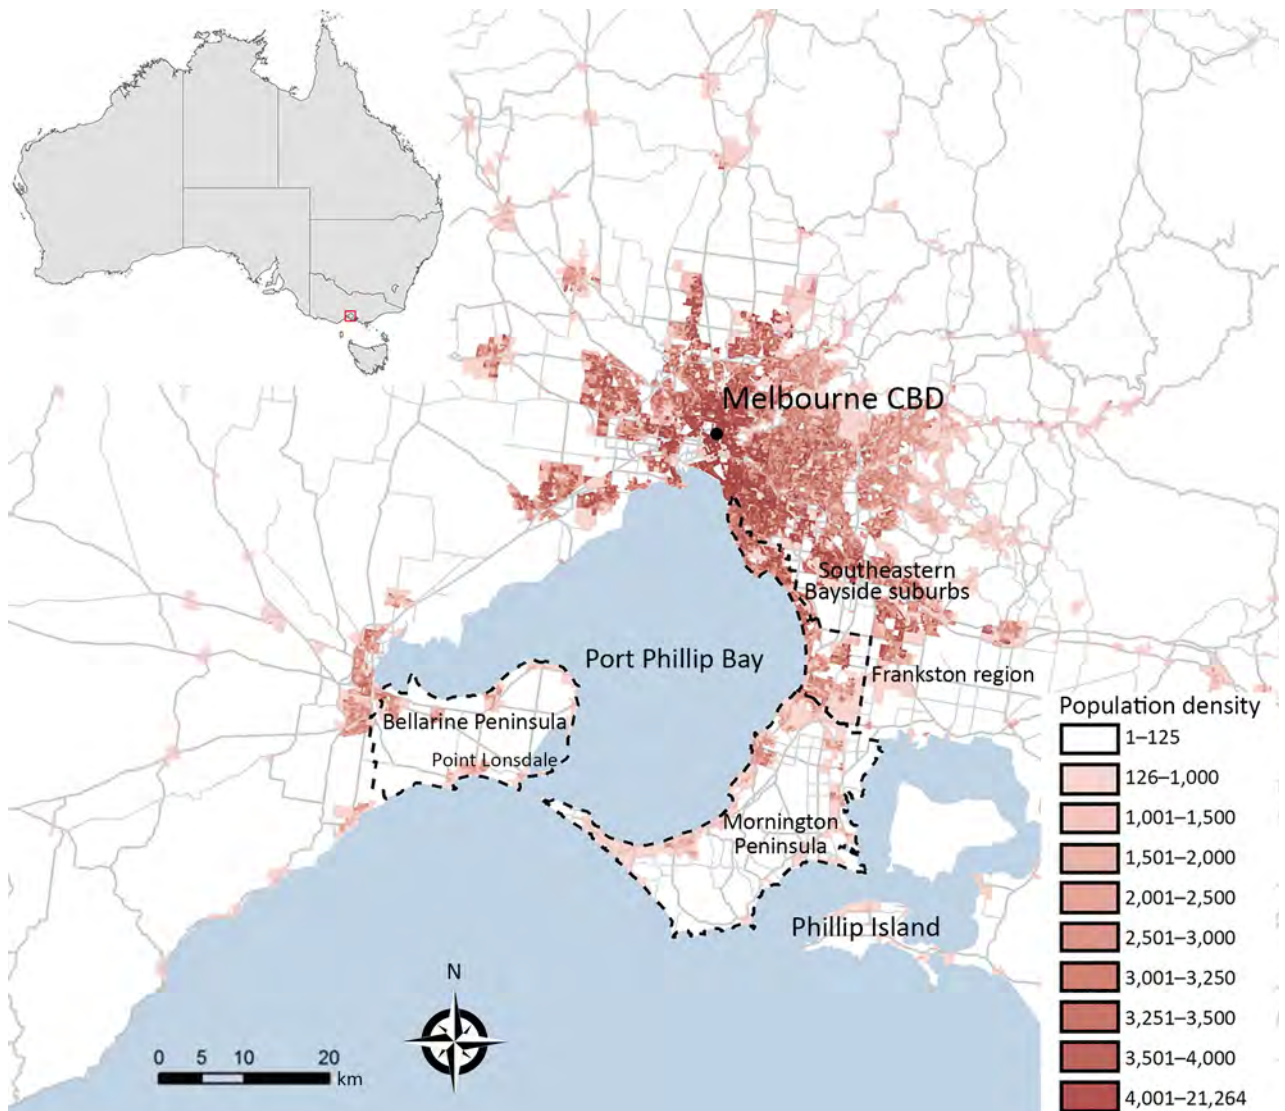 Melbourne CBD
Southeastern
Bayside suburbs
Port Phillip Bay
Frankston region
Bellarine Peninsula
Point Lonsdale
Mornington
Peninsula
Phillip Island
N
0 5 10 20
km
Population density
1–125
126–1,000
1,001–1,500
1,501–2,000
2,001–2,500
2,501–3,000
3,001–3,250
3,251–3,500
3,501–4,000
4,001–21,264